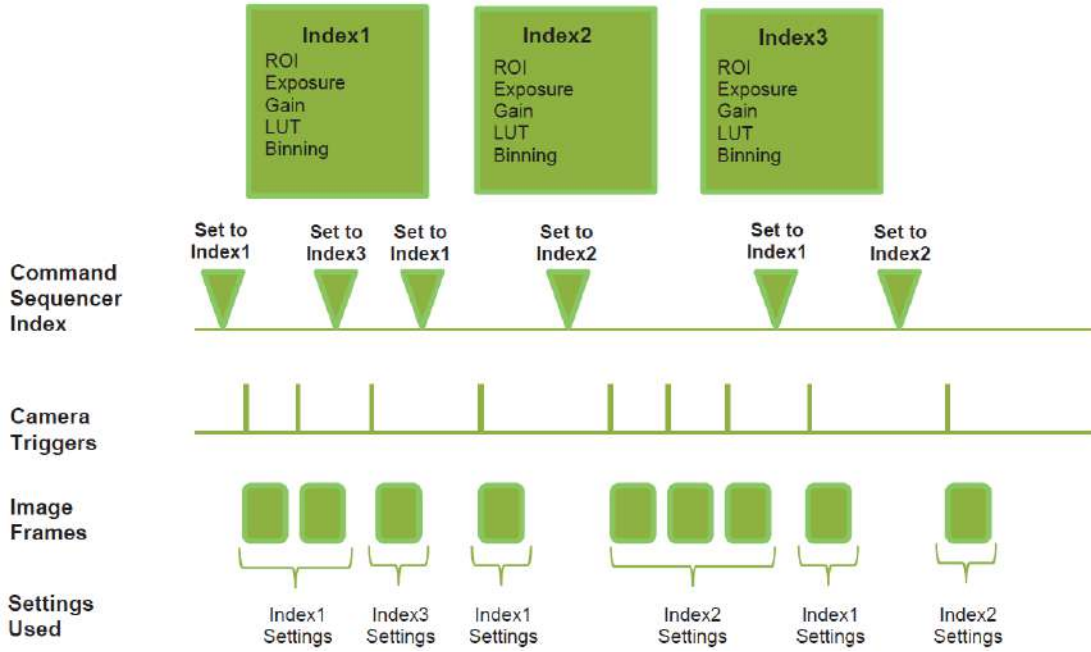 Index1
ROI
Exposure
Gain
LUT
Binning
Index2
ROI
Exposure
Gain
LUT
Binning
Index3
ROI
Exposure
Gain
LUT
Binning
Set to
Index1
Set to
Index3
Set to
Index1
Set to
Index2
Set to
Index1
Set to
Index2
Command
Sequencer
Index
Camera
Triggers
Image
Frames
Settings
Used
Index1
Settings
Index3
Settings
Index1
Settings
Index2
Settings
Index1
Settings
Index2
Settings